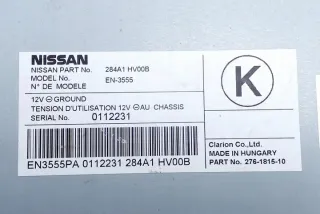 NISSAN
NISSAN PART No. 284A1 HV00B
MODEL No. EN-3555
N° DE MODELE
12V ⊖ GROUND
TENSION D'UTILISATION 12V ⊖ AU CHASSIS
SERIAL No. 0112231
K
Clarion Co.,Ltd.
MADE IN HUNGARY
PART No. 276-1815-10
EN3555PA 0112231 284A1 HV00B